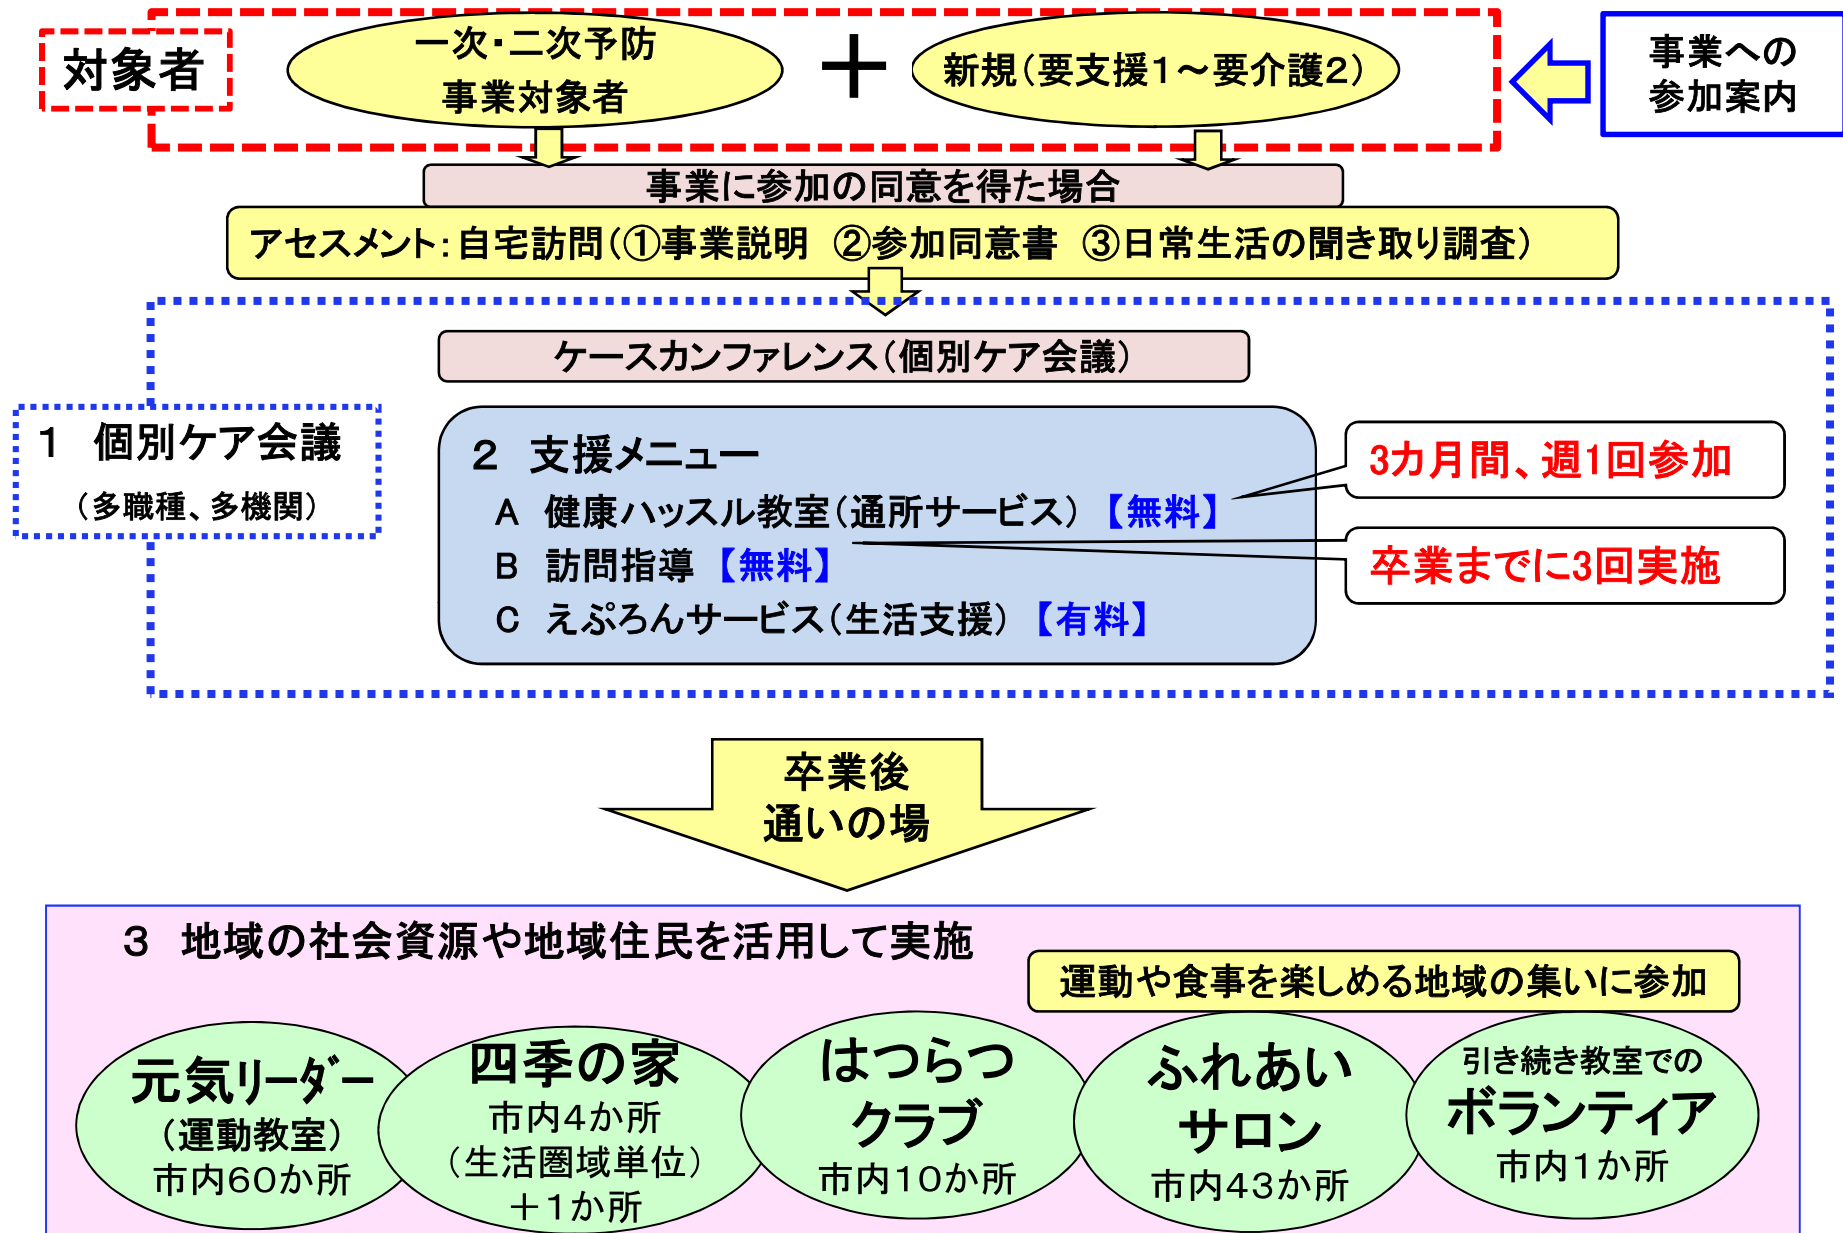 対象者
一次・二次予防
事業対象者
＋
新規（要支援１～要介護２）
事業への
参加案内
事業に参加の同意を得た場合
アセスメント：自宅訪問（①事業説明　②参加同意書　③日常生活の聞き取り調査）
ケースカンファレンス（個別ケア会議）
１　個別ケア会議
（多職種、多機関）
２　支援メニュー
A　健康ハッスル教室（通所サービス）【無料】
B　訪問指導【無料】
C　えぷろんサービス（生活支援）【有料】
3カ月間、週1回参加
卒業までに3回実施
卒業後
通いの場
３　地域の社会資源や地域住民を活用して実施
運動や食事を楽しめる地域の集いに参加
元気リーダー
（運動教室）
市内60か所
四季の家
市内4か所
（生活圏域単位）
＋1か所
はつらつ
クラブ
市内10か所
ふれあい
サロン
市内43か所
引き続き教室での
ボランティア
市内1か所